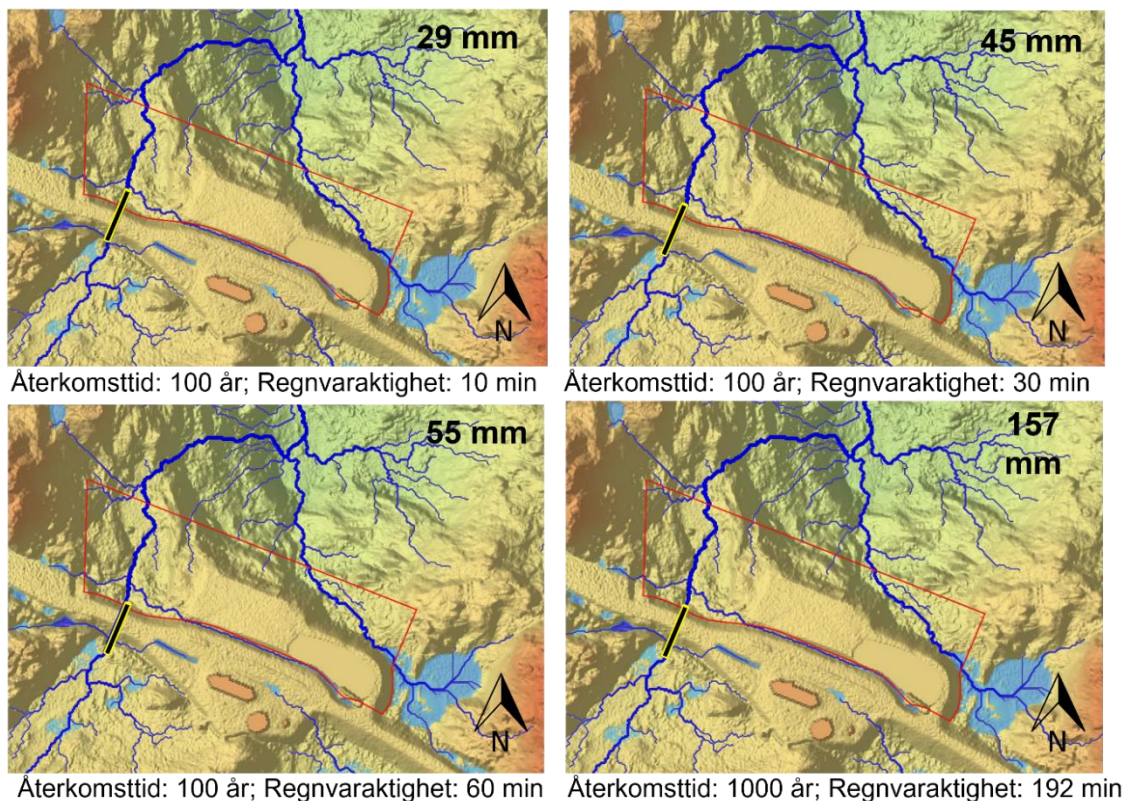 29 mm
N
Återkomsttid: 100 år; Regnvaraktighet: 10 min
45 mm
N
Återkomsttid: 100 år; Regnvaraktighet: 30 min
55 mm
N
Återkomsttid: 100 år; Regnvaraktighet: 60 min
157
mm
N
Återkomsttid: 1000 år; Regnvaraktighet: 192 min